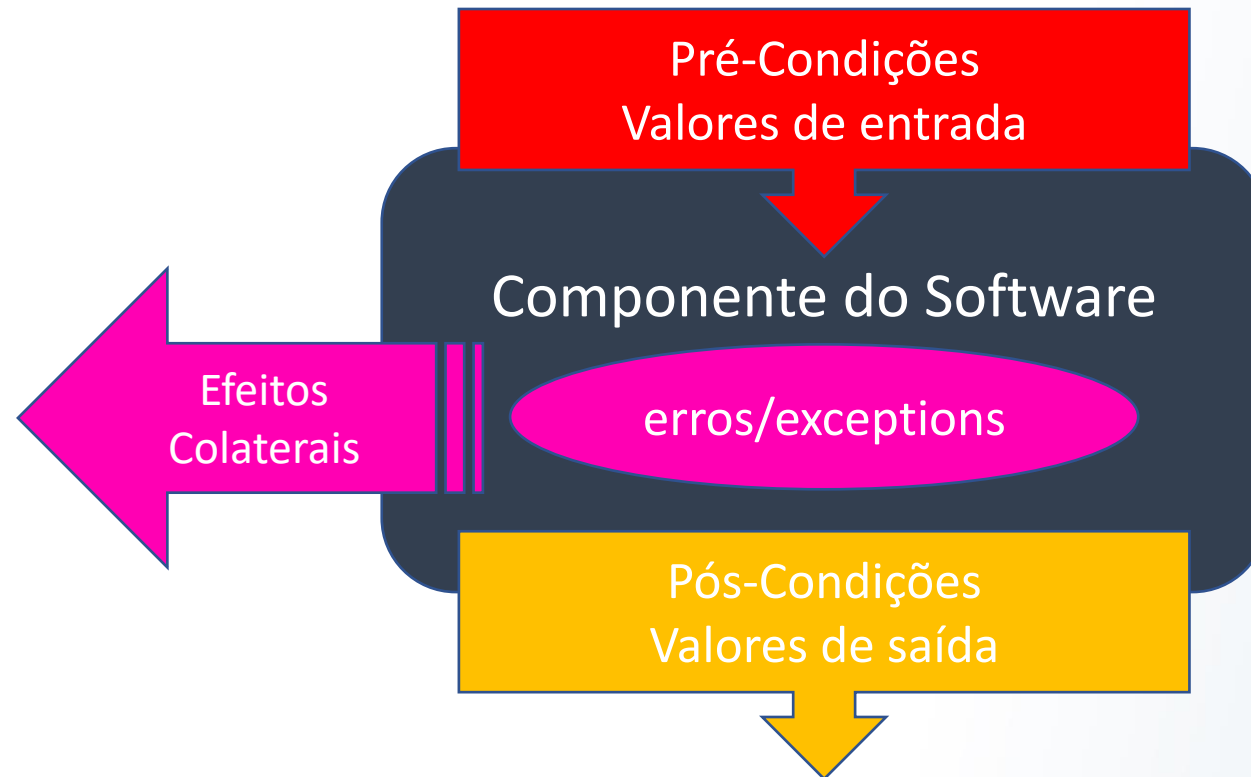 Pré-Condições
Valores de entrada
Componente do Software
erros/exceptions
Efeitos
Colaterais
Pós-Condições
Valores de saída